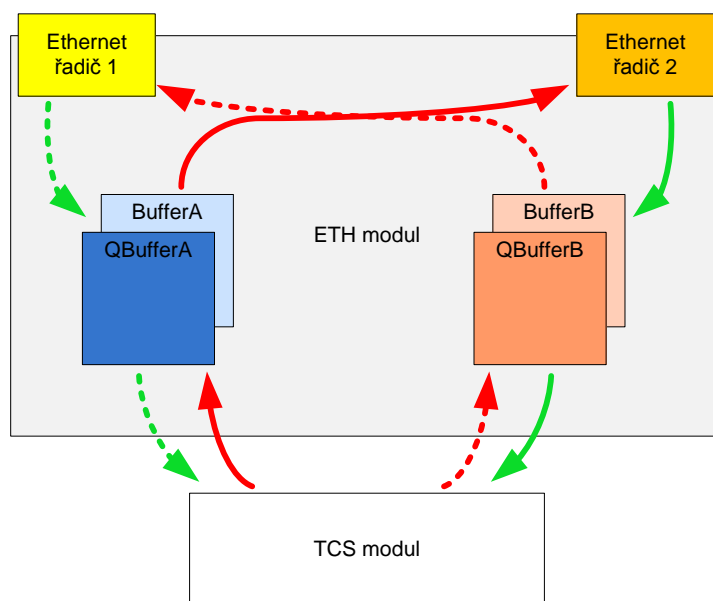 Ethernet
řadič 1
Ethernet
řadič 2
BufferA
QBufferA
ETH modul
BufferB
QBufferB
TCS modul